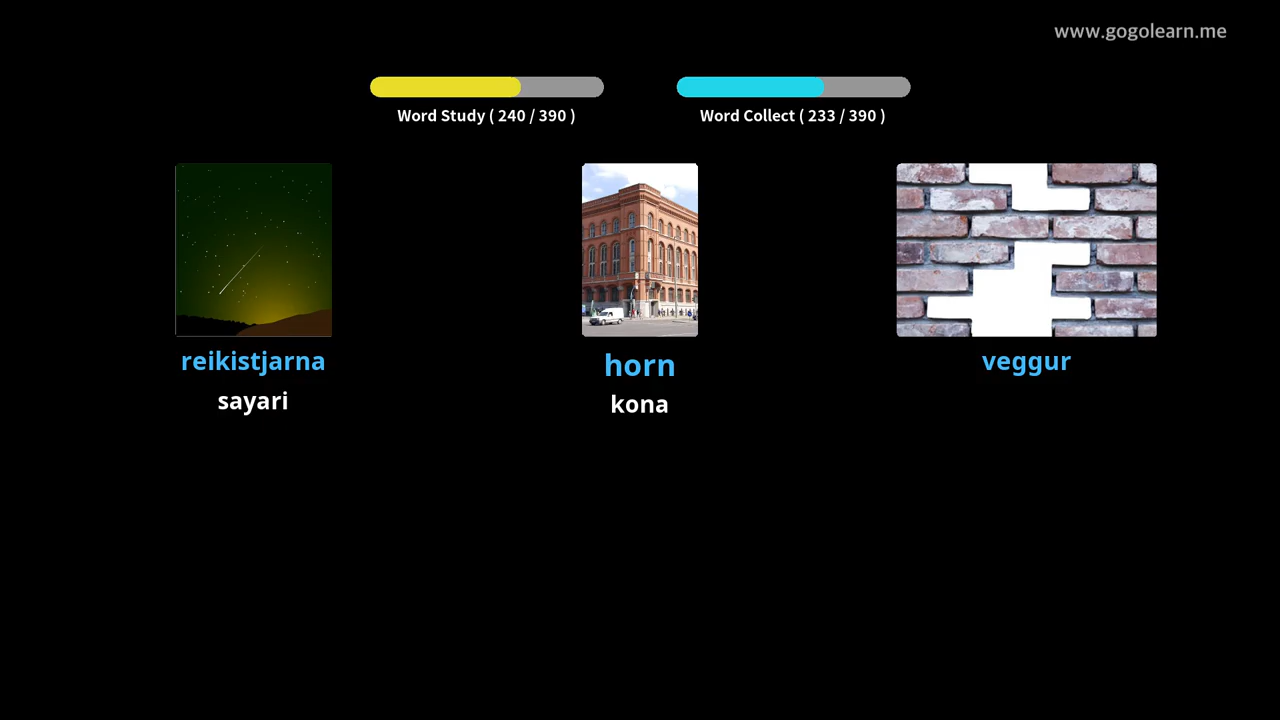 www.gogolearn.me
Word Study ( 240 / 390 )
Word Collect ( 233 / 390 )
reikistjarna
horn
veggur
sayari
kona